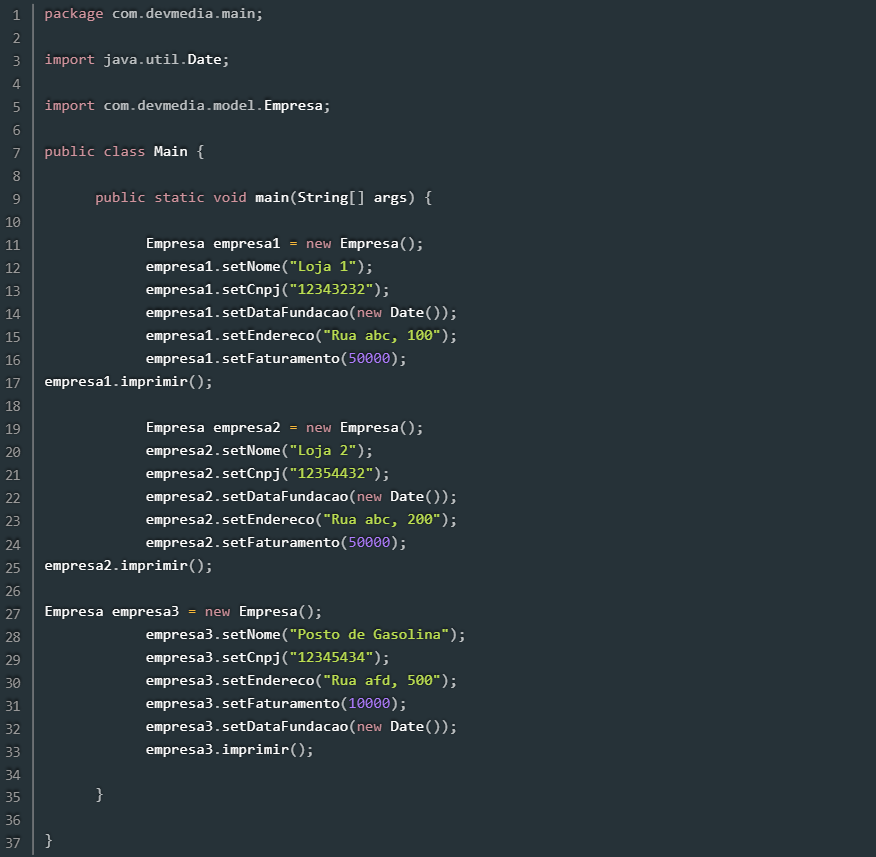 1 package com.devmedia.main;
2
3 import java.util.Date;
4
5 import com.devmedia.model.Empresa;
6
7 public class Main {
8
9 public static void main(String[] args) {
10
11 Empresa empresa1 = new Empresa();
12 empresa1.setNome("Loja 1");
13 empresa1.setCnpj("12343232");
14 empresa1.setDataFundacao(new Date());
15 empresa1.setEndereco("Rua abc, 100");
16 empresa1.setFaturamento(50000);
17 empresa1.imprimir();
18
19 Empresa empresa2 = new Empresa();
20 empresa2.setNome("Loja 2");
21 empresa2.setCnpj("12354432");
22 empresa2.setDataFundacao(new Date());
23 empresa2.setEndereco("Rua abc, 200");
24 empresa2.setFaturamento(50000);
25 empresa2.imprimir();
26
27 Empresa empresa3 = new Empresa();
28 empresa3.setNome("Posto de Gasolina");
29 empresa3.setCnpj("12345434");
30 empresa3.setEndereco("Rua afd, 500");
31 empresa3.setFaturamento(10000);
32 empresa3.setDataFundacao(new Date());
33 empresa3.imprimir();
34
35 }
36
37 }